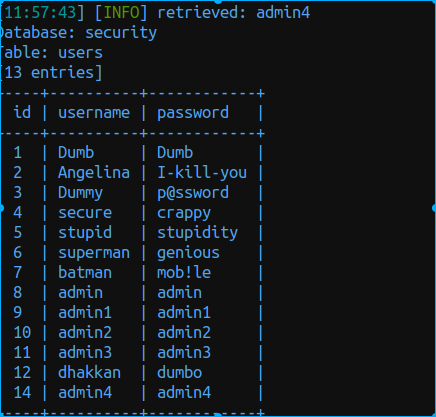 [11:57:43] [INFO] retrieved: admin4
Database: security
Table: users
[13 entries]
-----+----------+------------+
 id | username | password   |
-----+----------+------------+
 1  | Dumb     | Dumb       |
 2  | Angelina | I-kill-you |
 3  | Dummy    | p@ssword   |
 4  | secure   | crappy     |
 5  | stupid   | stupidity  |
 6  | superman | genious    |
 7  | batman   | mob!le     |
 8  | admin    | admin      |
 9  | admin1   | admin1     |
 10 | admin2   | admin2     |
 11 | admin3   | admin3     |
 12 | dhakkan  | dumbo      |
 14 | admin4   | admin4     |
-----+----------+------------+